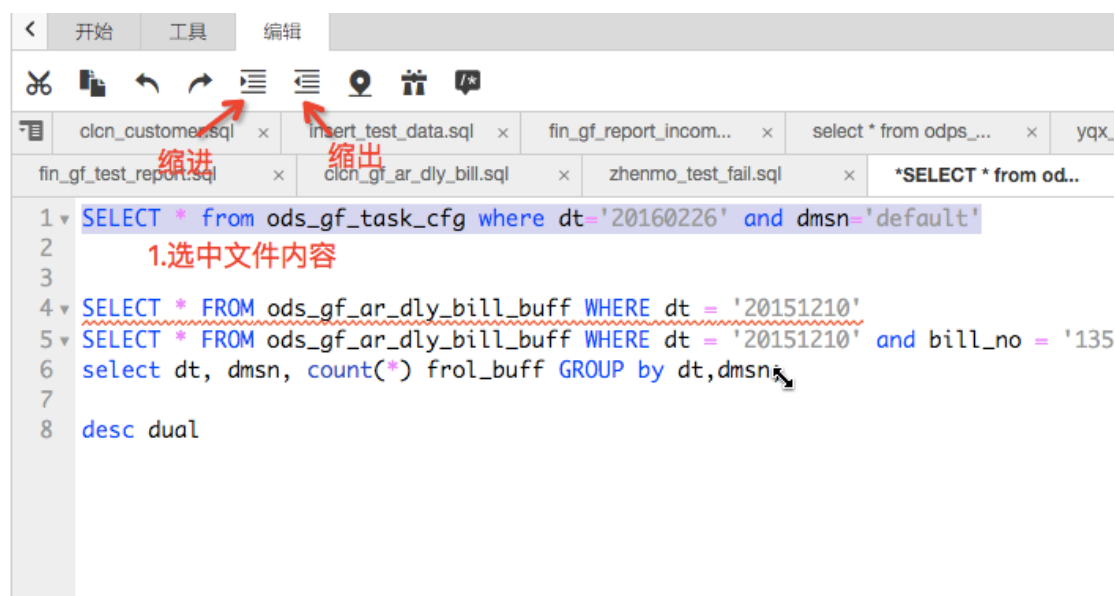 开始 工具 编辑
clcn_customer.sql × insert_test_data.sql × fin_gf_report_incom... × select * from odps_... × yqx_
缩进 缩出
fin_gf_test_report.sql × clcn_gf_ar_dly_bill.sql × zhenmo_test_fail.sql × *SELECT * from od...
1 SELECT * from ods_gf_task_cfg where dt='20160226' and dmsn='default'
2 1.选中文件内容
3
4 SELECT * FROM ods_gf_ar_dly_bill_buff WHERE dt = '20151210'
5 SELECT * FROM ods_gf_ar_dly_bill_buff WHERE dt = '20151210' and bill_no = '135
6 select dt, dmsn, count(*) frol_buff GROUP by dt,dmsn;
7
8 desc dual